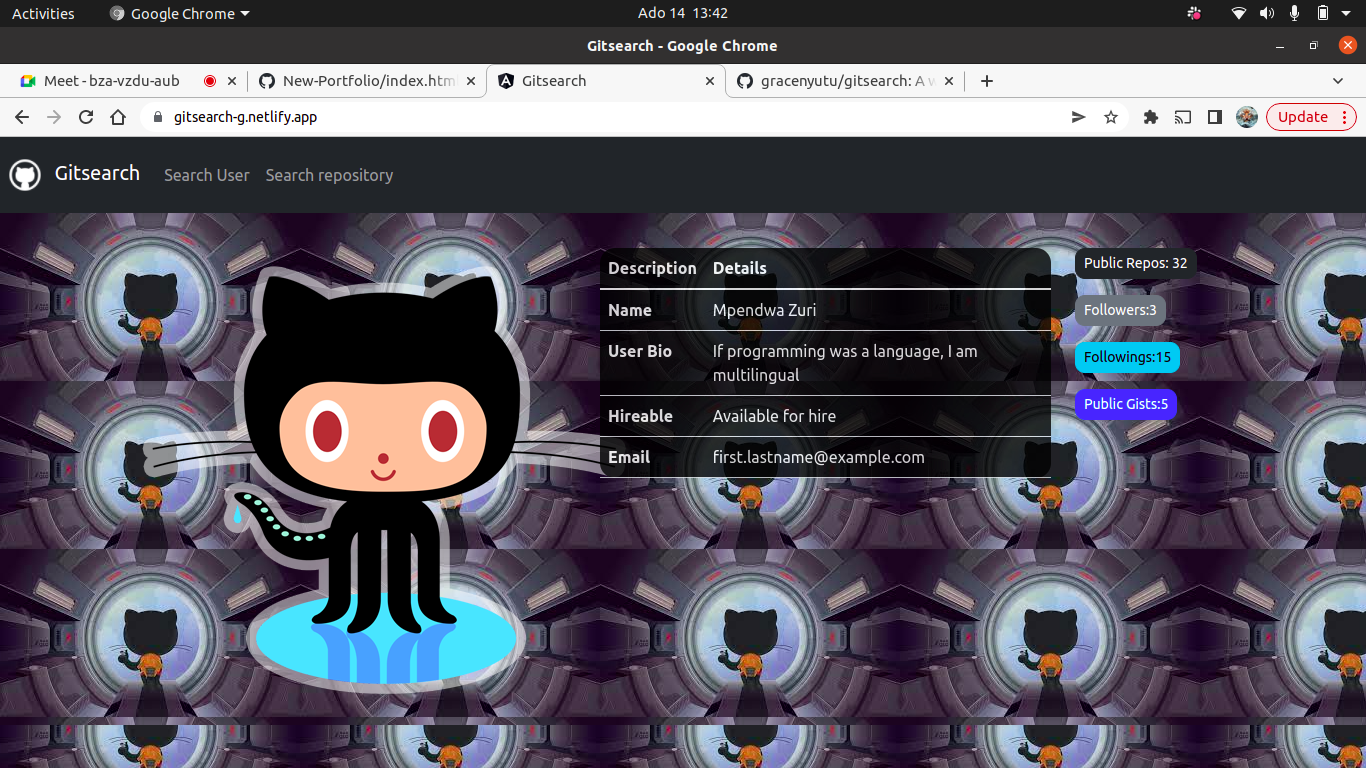 Activities
Google Chrome
Ado 14 13:42
Gitsearch - Google Chrome
Meet - bza-vzdu-aub
New-Portfolio/index.htm
Gitsearch
gracenyutu/gitsearch: A w
gitsearch-g.netlify.app
Update
Gitsearch
Search User
Search repository
Description Details
Name Mpendwa Zuri
User Bio If programming was a language, I am
multilingual
Hireable Available for hire
Email first.lastname@example.com
Public Repos: 32
Followers:3
Followings:15
Public Gists:5